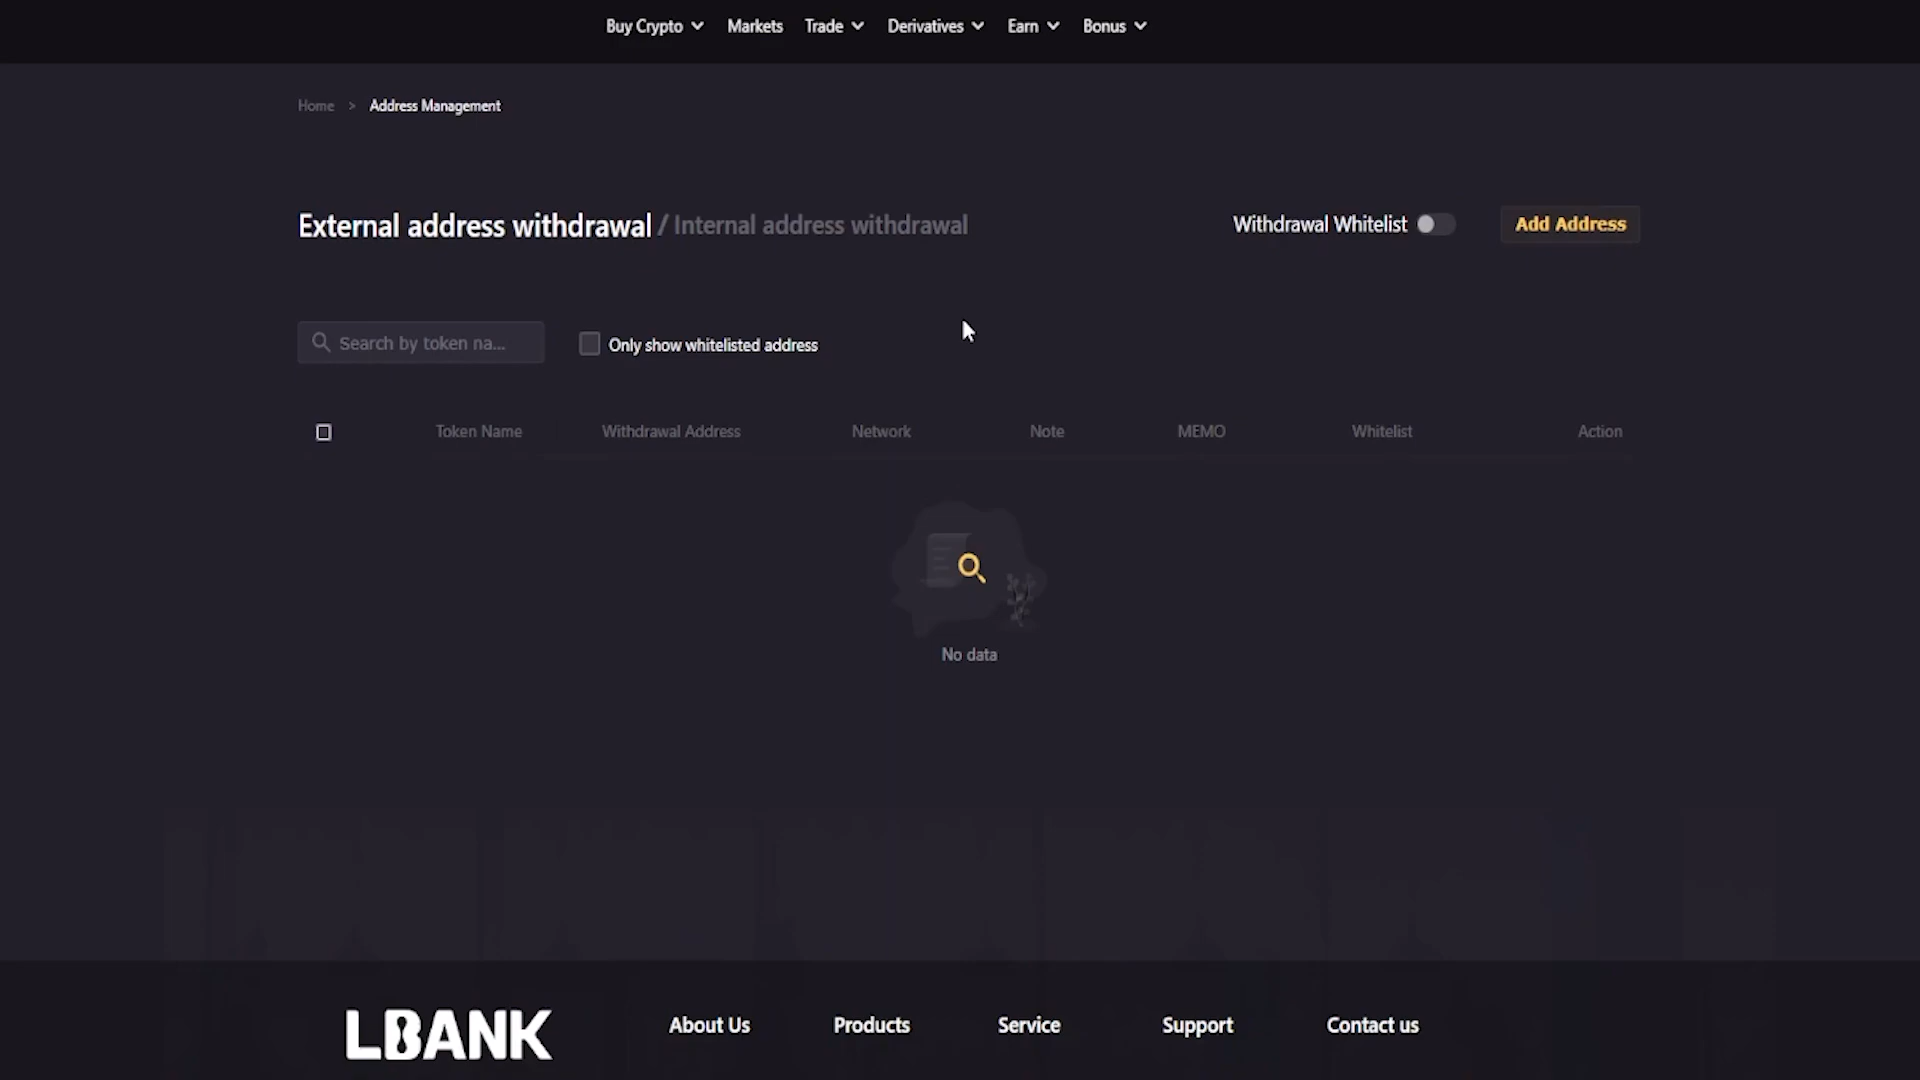 Buy Crypto Markets Trade Derivatives Earn Bonus
Home > Address Management
External address withdrawal / Internal address withdrawal Withdrawal Whitelist Add Address
Search by token na... Only show whitelisted address
Token Name Withdrawal Address Network Note MEMO Whitelist Action
No data
LBANK About Us Products Service Support Contact us